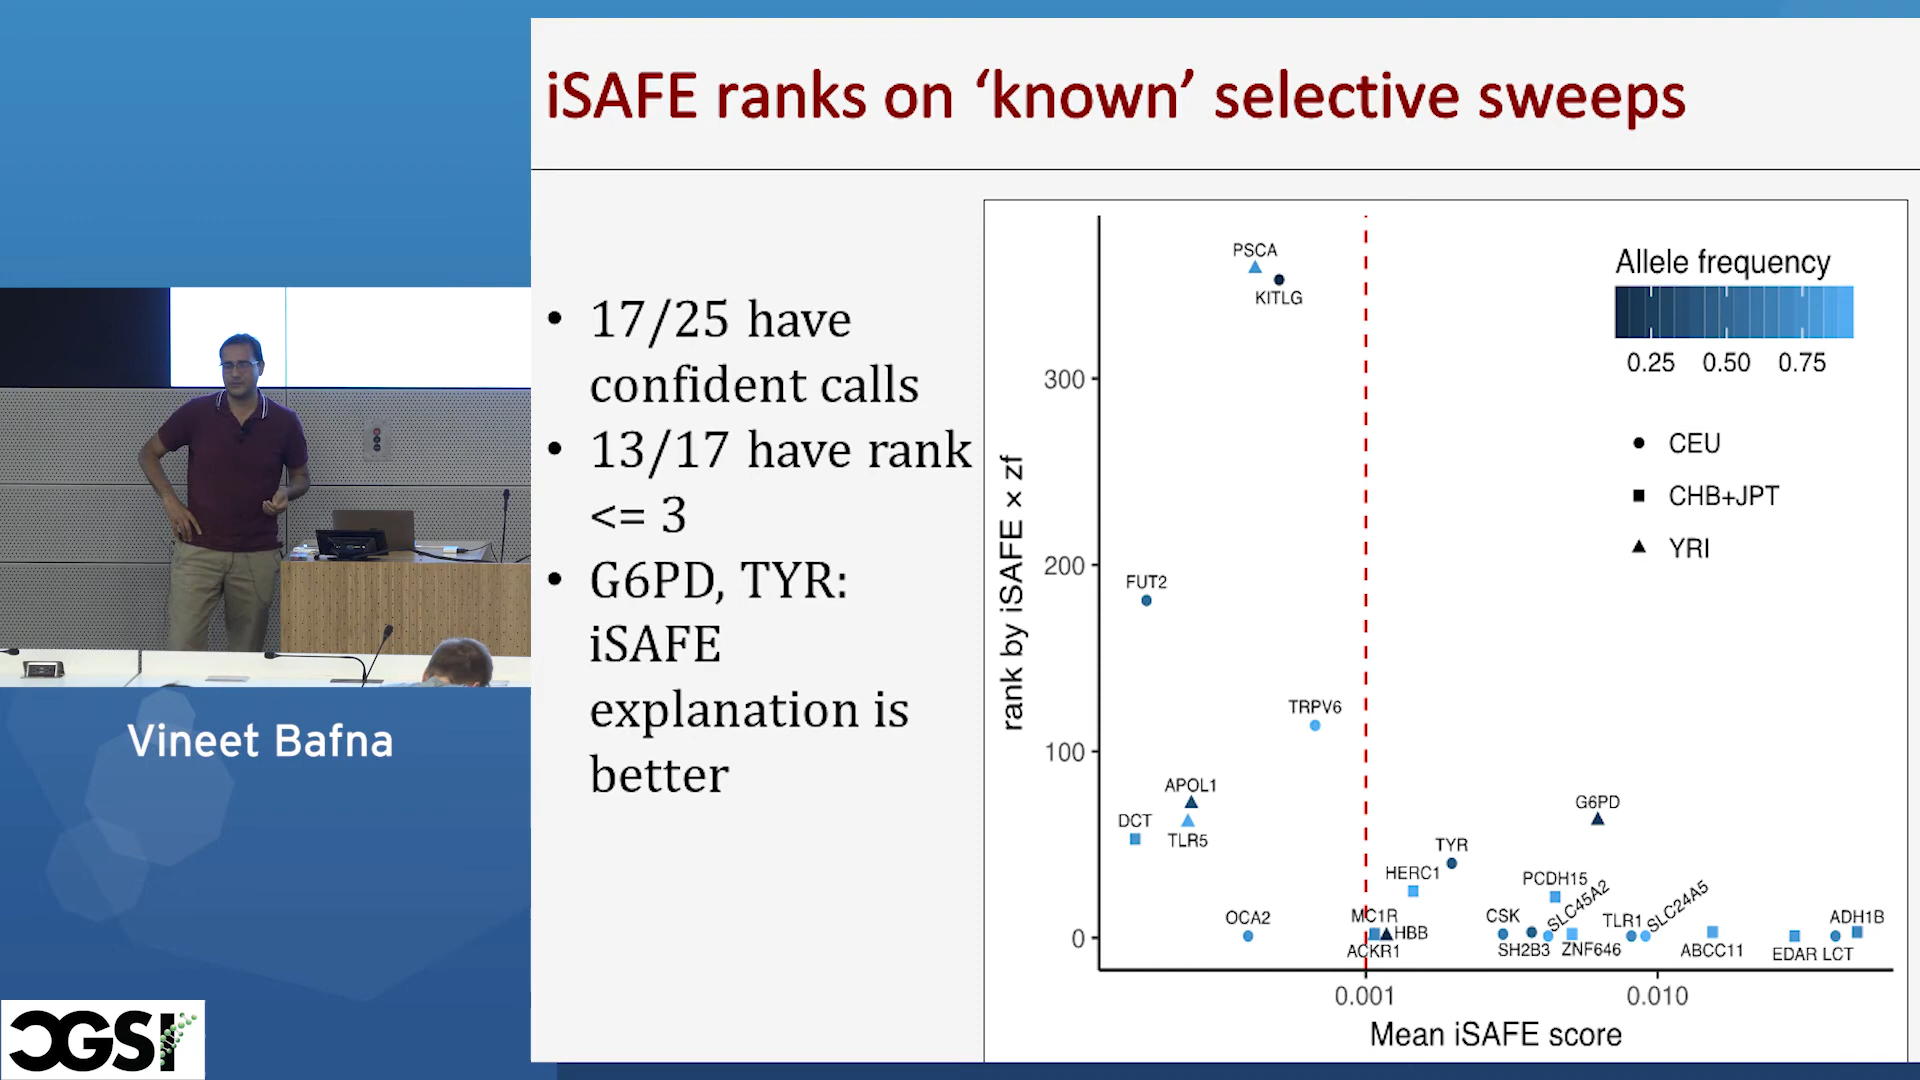 iSAFE ranks on ‘known’ selective sweeps
• 17/25 have
confident calls
• 13/17 have rank
<= 3
• G6PD, TYR:
iSAFE
explanation is
better
rank by iSAFE × zf
300
200
100
0
PSCA
KITLG
FUT2
TRPV6
APOL1
DCT
TLR5
OCA2
G6PD
TYR
HERC1
PCDH15
MC1R
HBB
ACKR1
CSK
SH2B3
SLC45A2
ZNF646
TLR1
SLC24A5
ABCC11
EDAR
LCT
ADH1B
0.001
0.010
Mean iSAFE score
Allele frequency
0.25 0.50 0.75
CEU
CHB+JPT
YRI
Vineet Bafna
CGSI